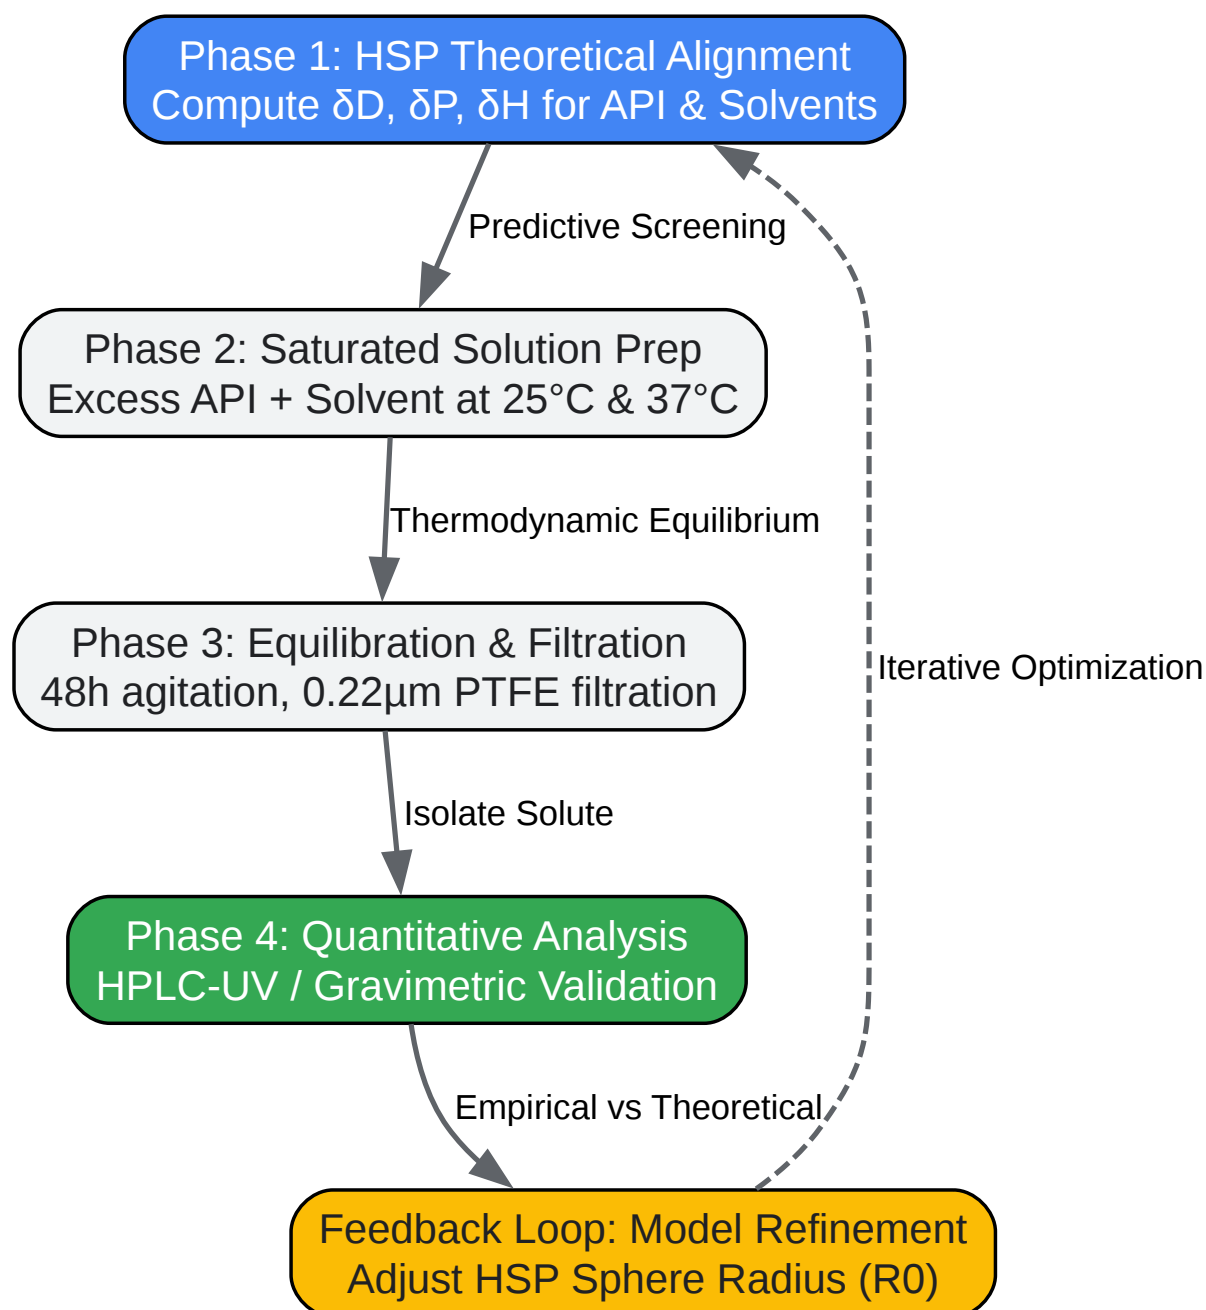 Phase 1: HSP Theoretical Alignment
Compute δD, δP, δH for API & Solvents
Predictive Screening
Phase 2: Saturated Solution Prep
Excess API + Solvent at 25°C & 37°C
Thermodynamic Equilibrium
Phase 3: Equilibration & Filtration
48h agitation, 0.22µm PTFE filtration
Iterative Optimization
Isolate Solute
Phase 4: Quantitative Analysis
HPLC-UV / Gravimetric Validation
Empirical vs Theoretical
Feedback Loop: Model Refinement
Adjust HSP Sphere Radius (R0)